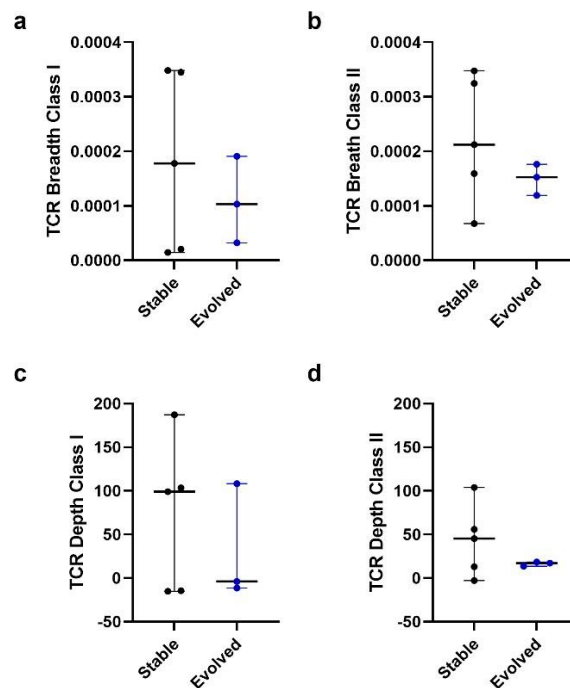 a
TCR Breadth Class I
0.0004
0.0003
0.0002
0.0001
0.0000
Stable
Evolved
b
TCR Breath Class II
0.0004
0.0003
0.0002
0.0001
0.0000
Stable
Evolved
c
TCR Depth Class I
200
150
100
50
0
-50
Stable
Evolved
d
TCR Depth Class II
200
150
100
50
0
-50
Stable
Evolved